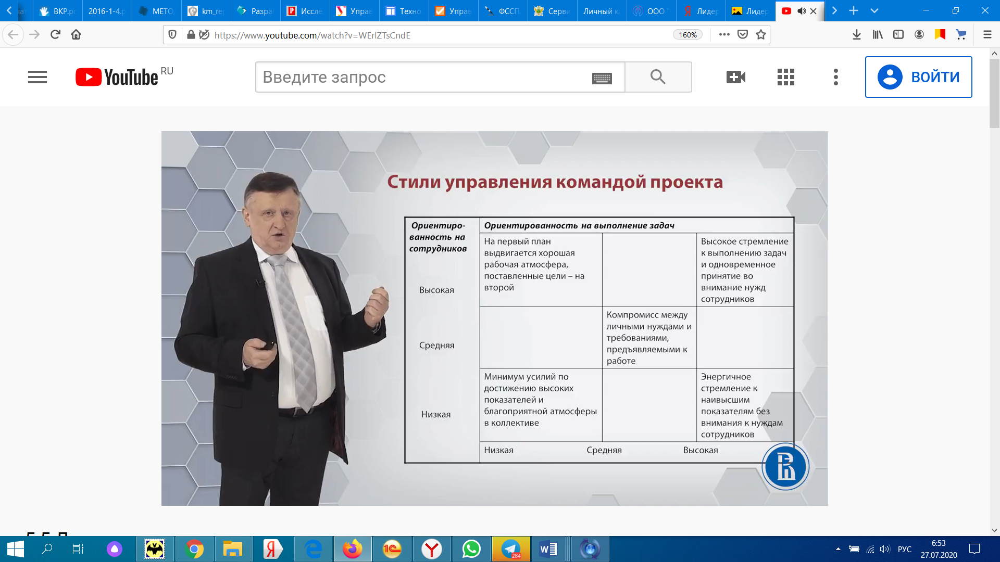 ВКР.ро
2016-1-4.p
МЕТО
km_rep
Разра
Иссле
Управ
Техно
Управ
ФССП
Серви
Личный к
ООО
Лидер
Лидер
https://www.youtube.com/watch?v=WErlZTsCndE
160%
YouTube RU
Введите запрос
ВОЙТИ
Стили управления командой проекта
Ориентиро-
ванность на
сотрудников
Ориентированность на выполнение задач
Высокая
На первый план
выдвигается хорошая
рабочая атмосфера,
поставленные цели – на
второй
Высокое стремление
к выполнению задач
и одновременное
принятие во
внимание нужд
сотрудников
Средняя
Компромисс между
личными нуждами и
требованиями,
предъявляемыми к
работе
Низкая
Минимум усилий по
достижению высоких
показателей и
благоприятной атмосферы
в коллективе
Энергичное
стремление к
наивысшим
показателям без
внимания к нуждам
сотрудников
Низкая Средняя Высокая
284
РУС
6:53
27.07.2020